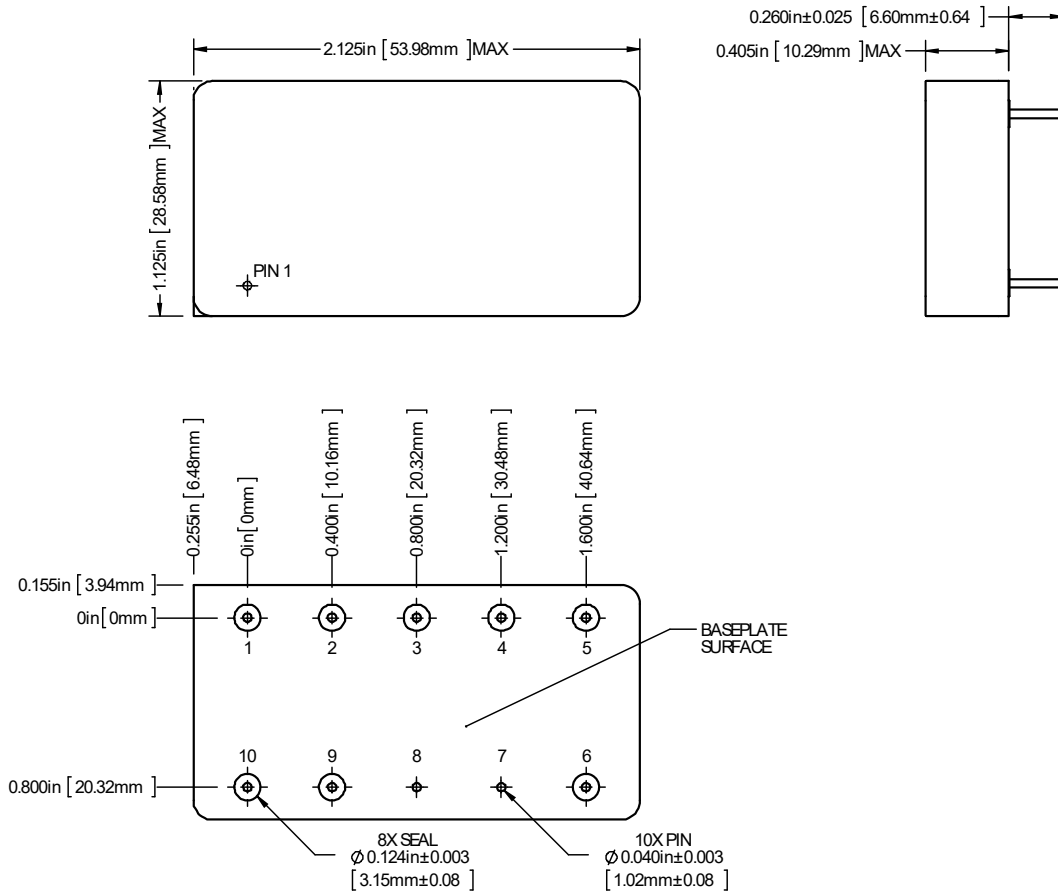 0.260in±0.025 [ 6.60mm±0.64 ]
2.125in [ 53.98mm ]MAX
0.405in [ 10.29mm ]MAX
1.125in [ 28.58mm ]MAX
PIN 1
0.255in [ 6.48mm ]
0in[ 0mm ]
0.400in [ 10.16mm ]
0.800in [ 20.32mm ]
1.200in [ 30.48mm ]
1.600in [ 40.64mm ]
0.155in [ 3.94mm ]
0in[ 0mm ]
1 2 3 4 5
BASEPLATE
SURFACE
10 9 8 7 6
0.800in [ 20.32mm ]
8X SEAL
Ø 0.124in±0.003
[ 3.15mm±0.08 ]
10X PIN
Ø 0.040in±0.003
[ 1.02mm±0.08 ]